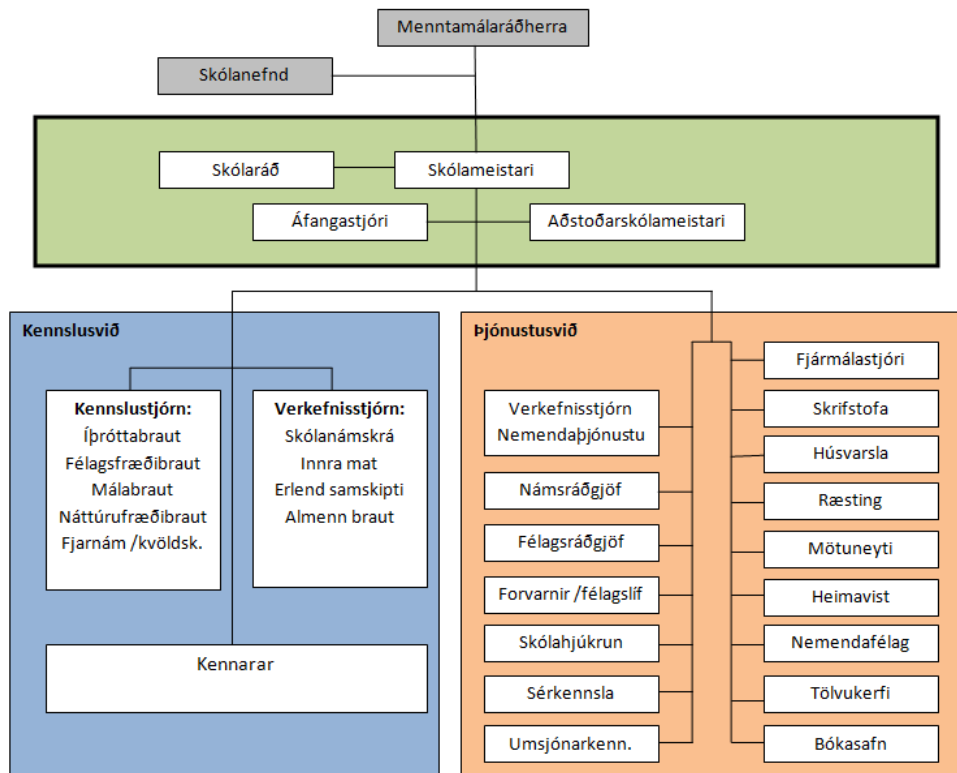 Menntamálaráðherra
Skólanefnd
Skólaráð
Skólameistari
Áfangastjóri
Aðstoðarskólameistari
Kennslusvið
Kennslustjórn:
Íþróttabraut
Félagsfræðibraut
Málabraut
Náttúrufræðibraut
Fjarnám /kvöldsk.
Verkefnisstjórn:
Skólanámskrá
Innra mat
Erlend samskipti
Almenn braut
Kennarar
Þjónustusvið
Verkefnisstjórn
Nemendaþjónustu
Námsráðgjöf
Félagsráðgjöf
Forvarnir /félagslíf
Skólahjúkrun
Sérkennsla
Umsjónarkenn.
Fjármálastjóri
Skrifstofa
Húsvarsla
Ræsting
Mötuneyti
Heimavist
Nemendafélag
Tölvukerfi
Bókasafn